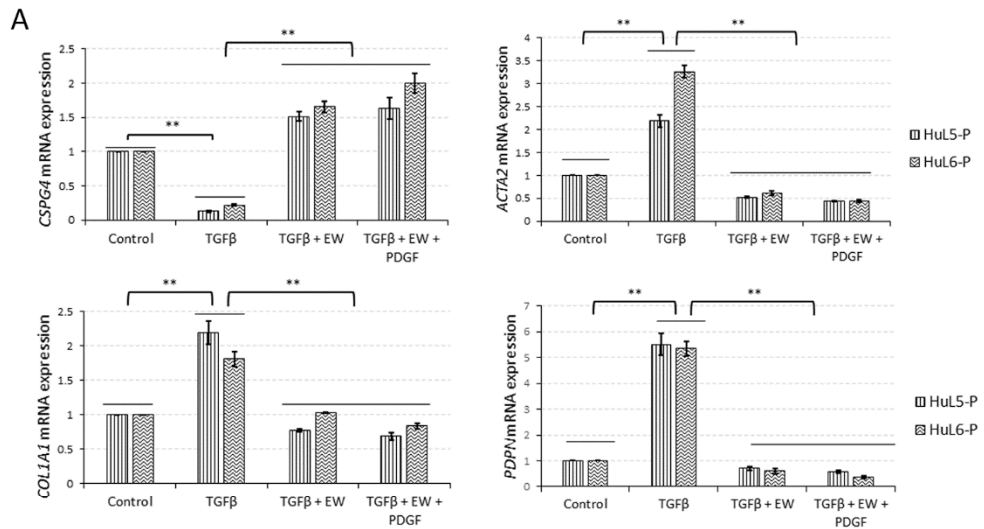 A
**
**
CSPG4 mRNA expression
2.5
2
1.5
1
0.5
0
Control
TGFβ
TGFβ + EW
TGFβ + EW +
PDGF
**
**
ACTA2 mRNA expression
4
3.5
3
2.5
2
1.5
1
0.5
0
Control
TGFβ
TGFβ + EW
TGFβ + EW +
PDGF
HuL5-P
HuL6-P
**
**
COL1A1 mRNA expression
2.5
2
1.5
1
0.5
0
Control
TGFβ
TGFβ + EW
TGFβ + EW +
PDGF
**
**
PDPN mRNA expression
7
6
5
4
3
2
1
0
Control
TGFβ
TGFβ + EW
TGFβ + EW +
PDGF
HuL5-P
HuL6-P